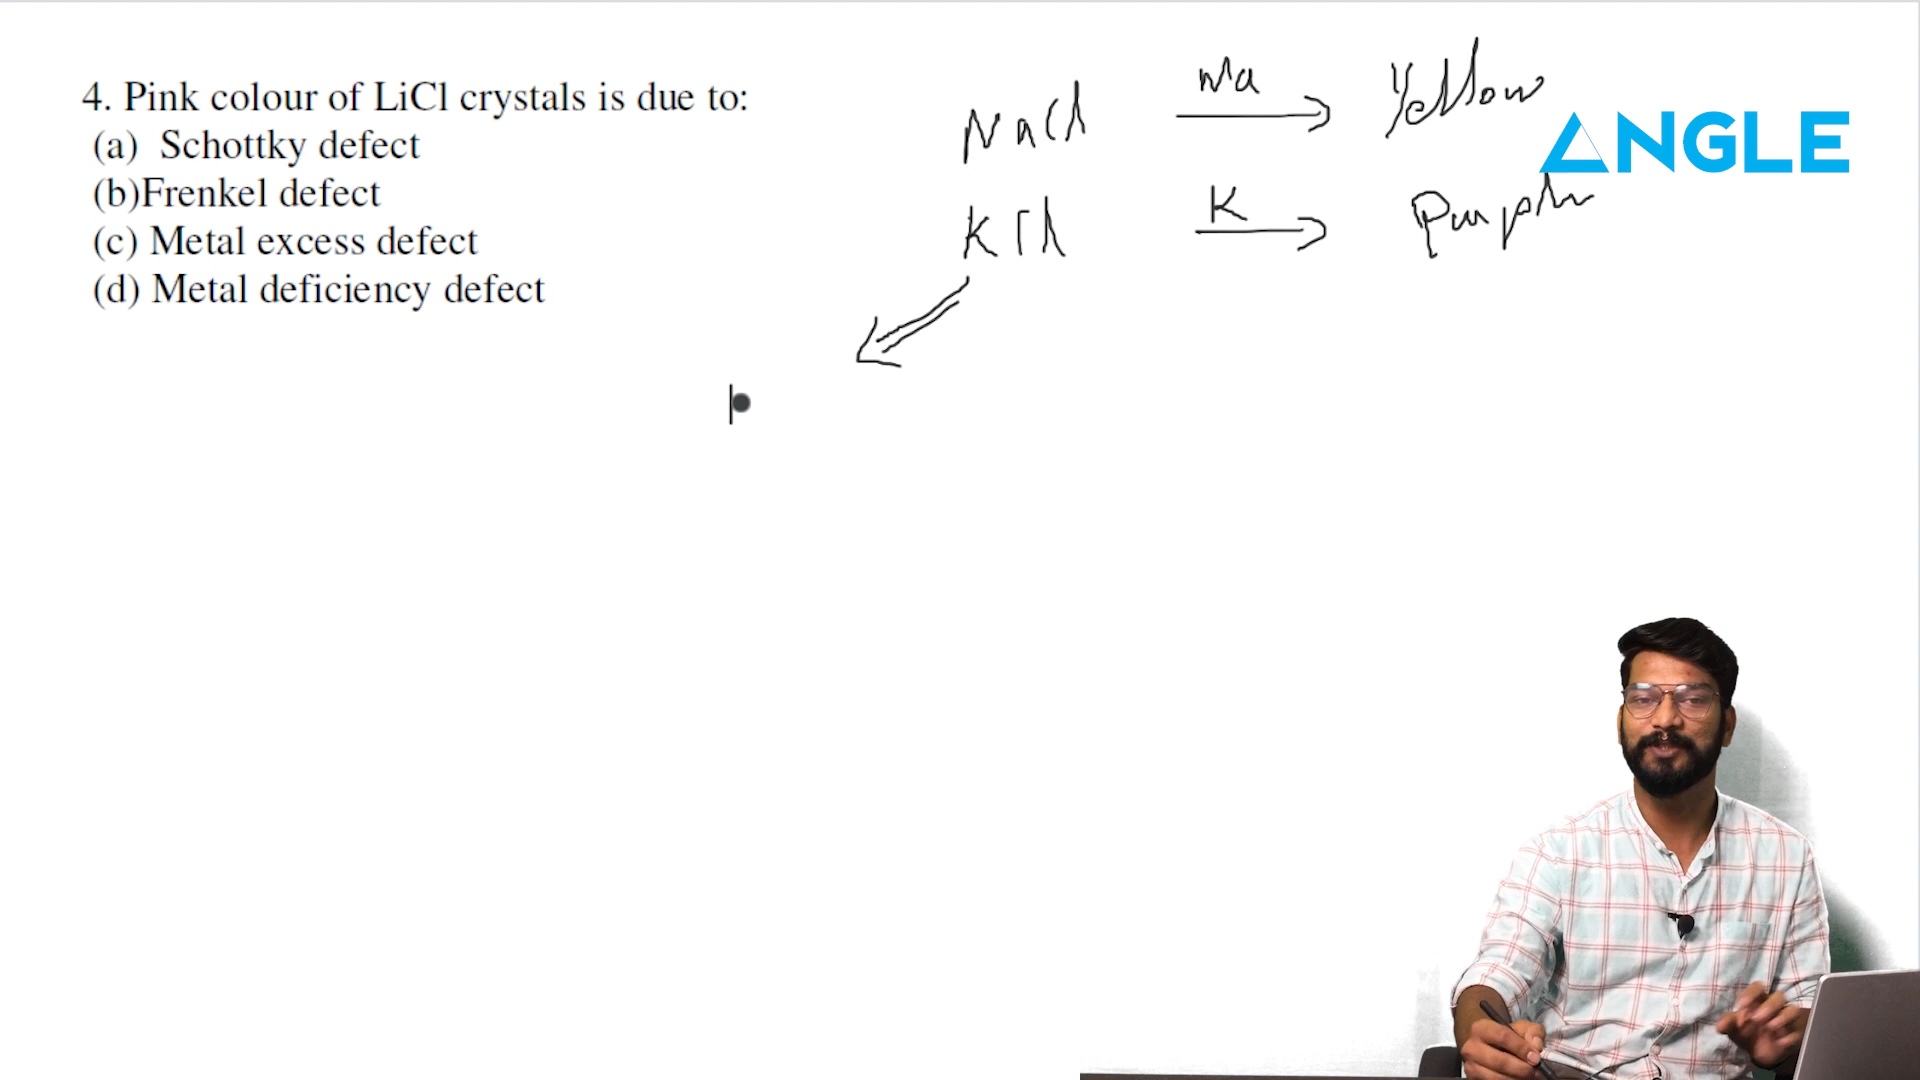 4. Pink colour of LiCl crystals is due to:
(a) Schottky defect
(b)Frenkel defect
(c) Metal excess defect
(d) Metal deficiency defect
NaCl Na Yellow
KCl K Purple
ANGLE